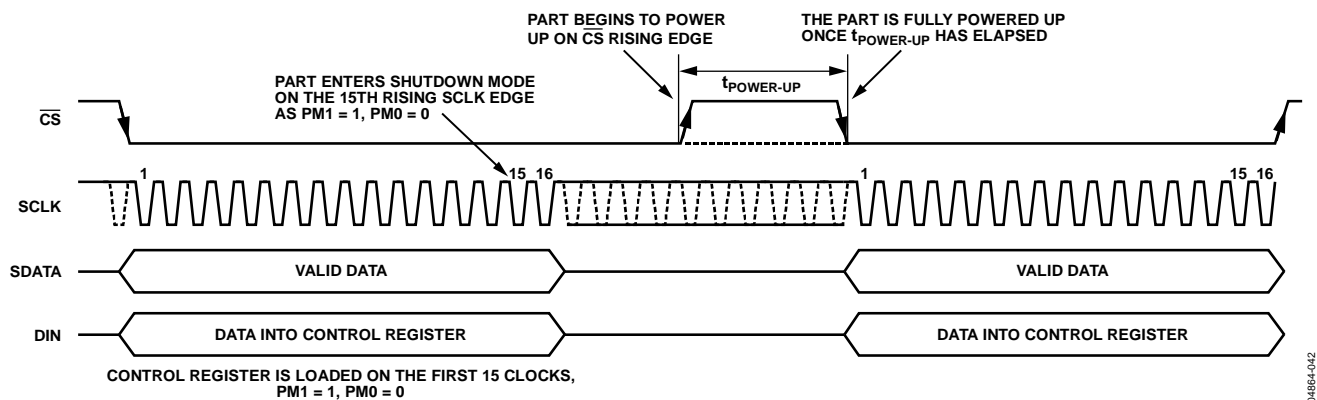 PART BEGINS TO POWER
UP ON CS RISING EDGE
THE PART IS FULLY POWERED UP
ONCE tPOWER-UP HAS ELAPSED
PART ENTERS SHUTDOWN MODE
ON THE 15TH RISING SCLK EDGE
AS PM1 = 1, PM0 = 0
tPOWER-UP
CS
1
15 16
1
15 16
SCLK
SDATA
VALID DATA
VALID DATA
DIN
DATA INTO CONTROL REGISTER
DATA INTO CONTROL REGISTER
CONTROL REGISTER IS LOADED ON THE FIRST 15 CLOCKS,
PM1 = 1, PM0 = 0
04864-042